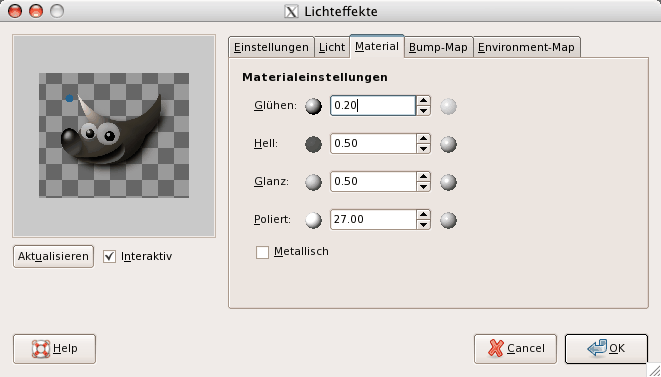 Lichteffekte
Einstellungen Licht Material Bump-Map Environment-Map
Materialeinstellungen
Glühen: 0.20
Hell: 0.50
Glanz: 0.50
Poliert: 27.00
Metallisch
Aktualisieren Interaktiv
Help Cancel OK